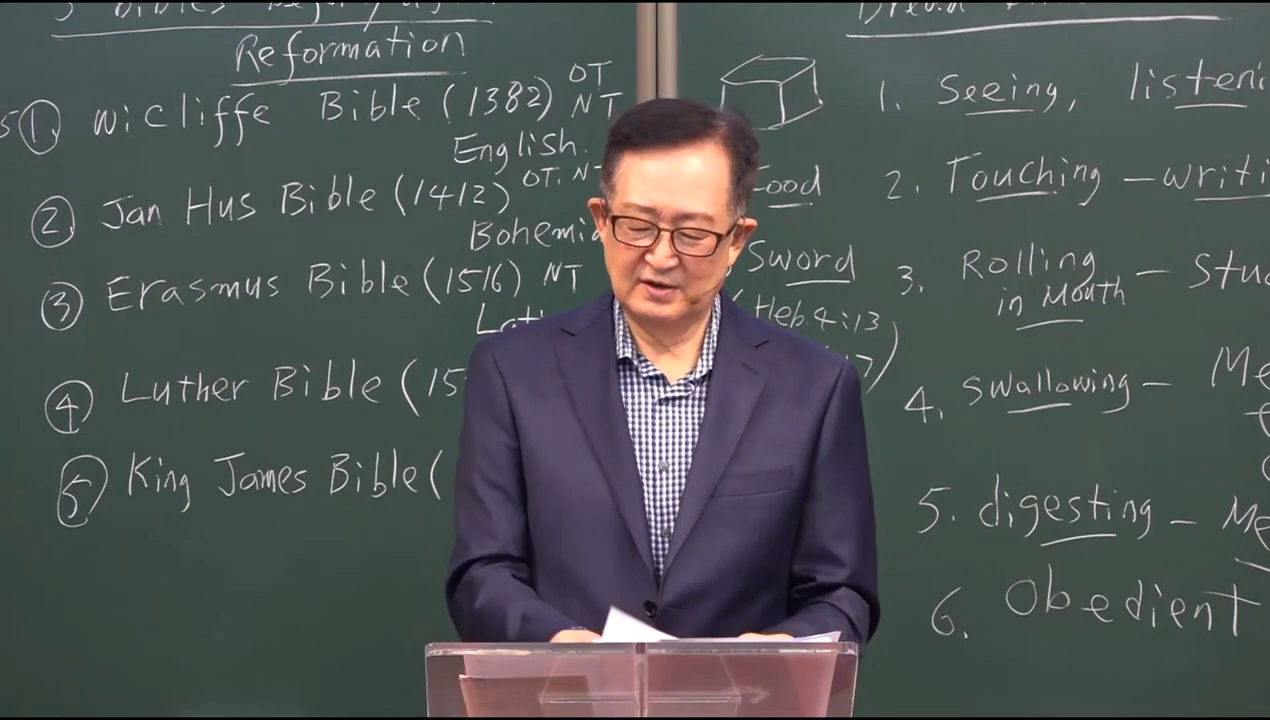 Reformation
① Wicliffe Bible (1382) OT NT
English.
② Jan Hus Bible (1412) OT. N
Bohemia
③ Erasmus Bible (1516) NT
④ Luther Bible (15
⑤ King James Bible (
Food
Sword
(Heb. 4:13
17)
1. Seeing, listeni
2. Touching – writi
3. Rolling in Mouth – Stu
4. Swallowing – Me
5. digesting – Me
6. Obedient